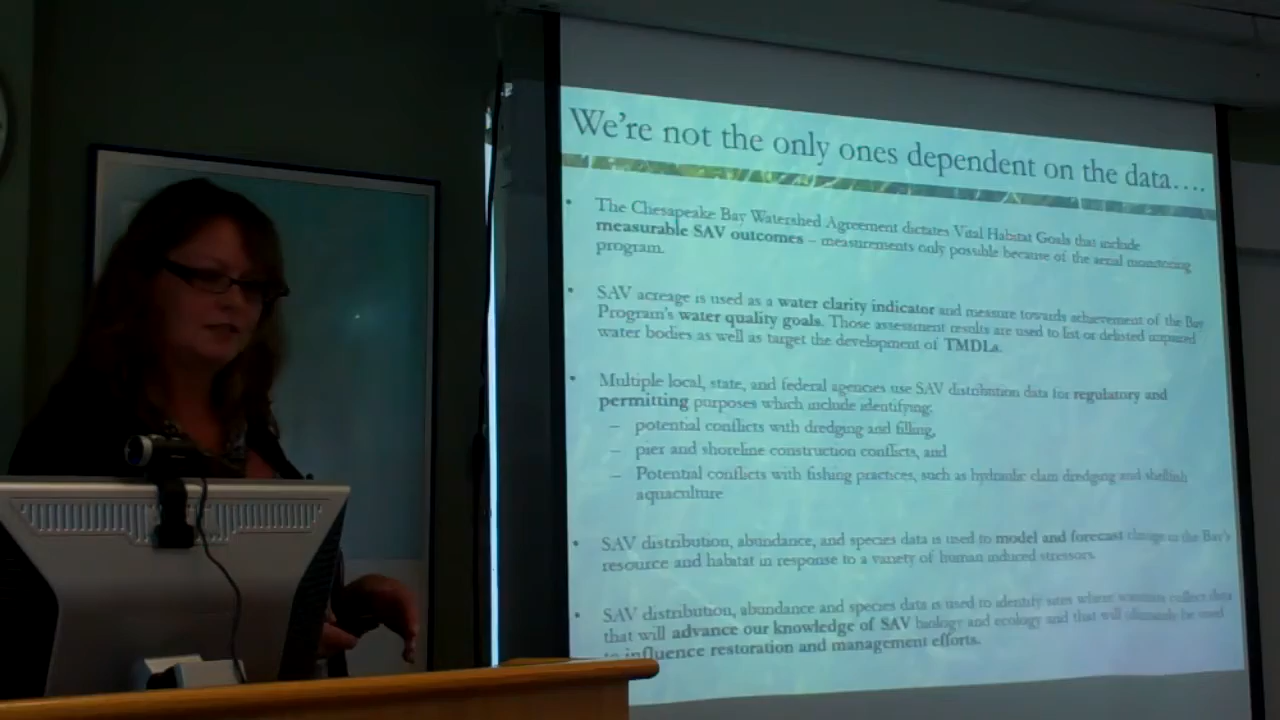 We're not the only ones dependent on the data….
• The Chesapeake Bay Watershed Agreement dictates Vital Habitat Goals that include
measurable SAV outcomes – measurements only possible because of the aerial monitoring
program.
• SAV acreage is used as a water clarity indicator and measure towards achievement of the Bay
Program's water quality goals. Those assessment results are used to list or delisted impaired
water bodies as well as target the development of TMDLs.
• Multiple local, state, and federal agencies use SAV distribution data for regulatory and
permitting purposes which include identifying:
– potential conflicts with dredging and filling,
– pier and shoreline construction conflicts, and
– Potential conflicts with fishing practices, such as hydraulic clam dredging and shellfish
aquaculture
• SAV distribution, abundance, and species data is used to model and forecast change in the Bay's
resource and habitat in response to a variety of human induced stressors.
• SAV distribution, abundance and species data is used to identify sites where scientists collect data
that will advance our knowledge of SAV biology and ecology and that will ultimately be used
to influence restoration and management efforts.